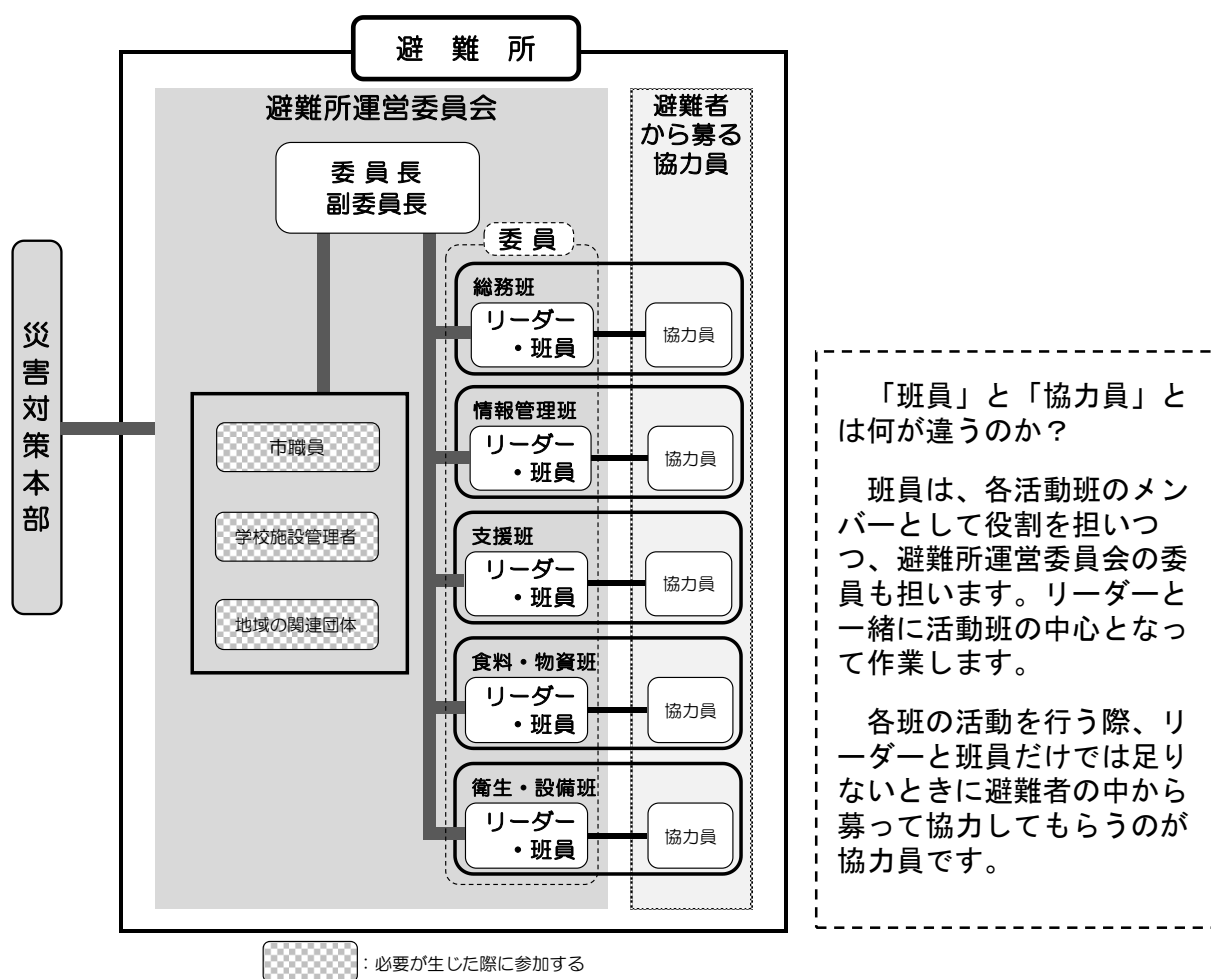 避難所
避難所運営委員会
避難者
から募る
協力員
委員長
副委員長
委員
災害対策本部
市職員
学校施設管理者
地域の関連団体
総務班
リーダー
・班員
協力員
情報管理班
リーダー
・班員
協力員
支援班
リーダー
・班員
協力員
食料・物資班
リーダー
・班員
協力員
衛生・設備班
リーダー
・班員
協力員
「班員」と「協力員」と
は何が違うのか？
班員は、各活動班のメン
バーとして役割を担いつ
つ、避難所運営委員会の委
員も担います。リーダーと
一緒に活動班の中心となっ
て作業します。
各班の活動を行う際、リ
ーダーと班員だけでは足り
ないときに避難者の中から
募って協力してもらうのが
協力員です。
：必要が生じた際に参加する